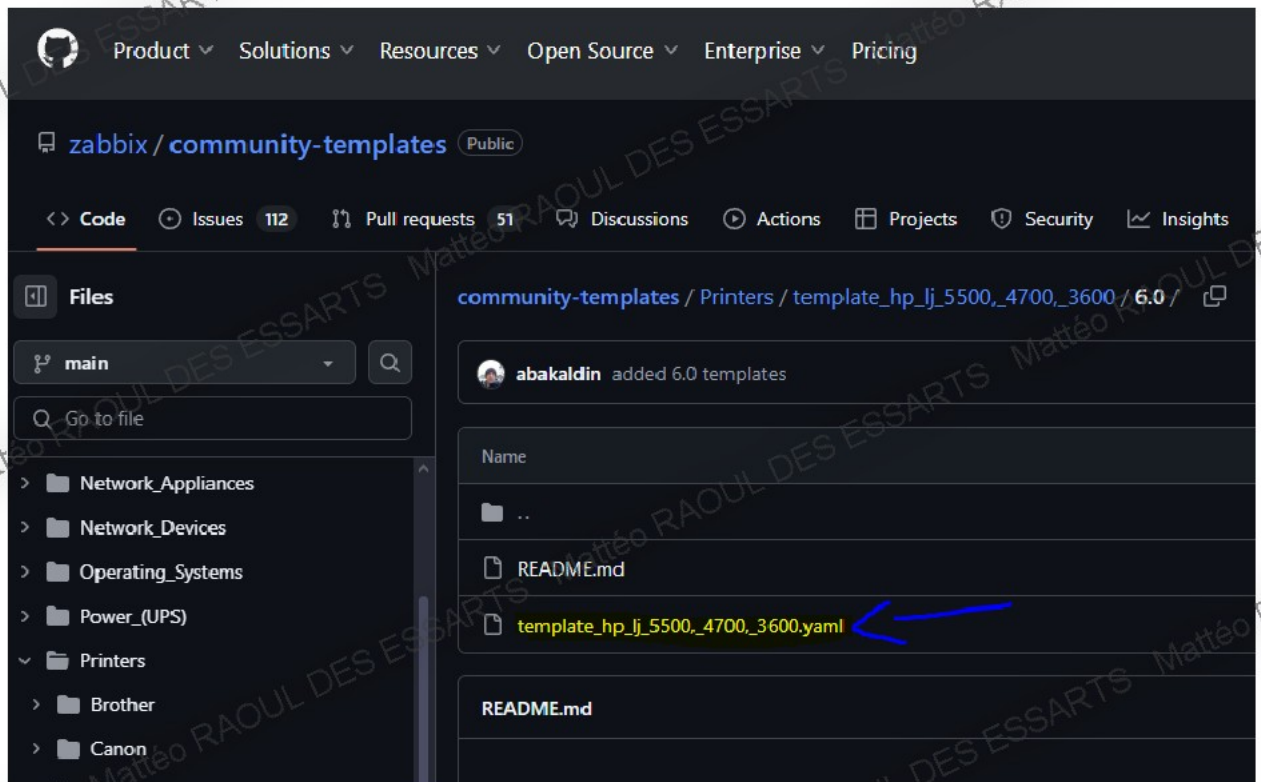 Product Solutions Resources Open Source Enterprise Pricing
zabbix / community-templates Public
<> Code Issues 112 Pull requests 51 Discussions Actions Projects Security Insights
Files
main
Go to file
Network_Appliances
Network_Devices
Operating_Systems
Power_(UPS)
Printers
Brother
Canon
community-templates / Printers / template_hp_lj_5500,_4700,_3600 / 6.0 /
abakaldin added 6.0 templates
Name
..
README.md
template_hp_lj_5500,_4700,_3600.yaml
README.md
Mattéo RAOUL DES ESSARTS